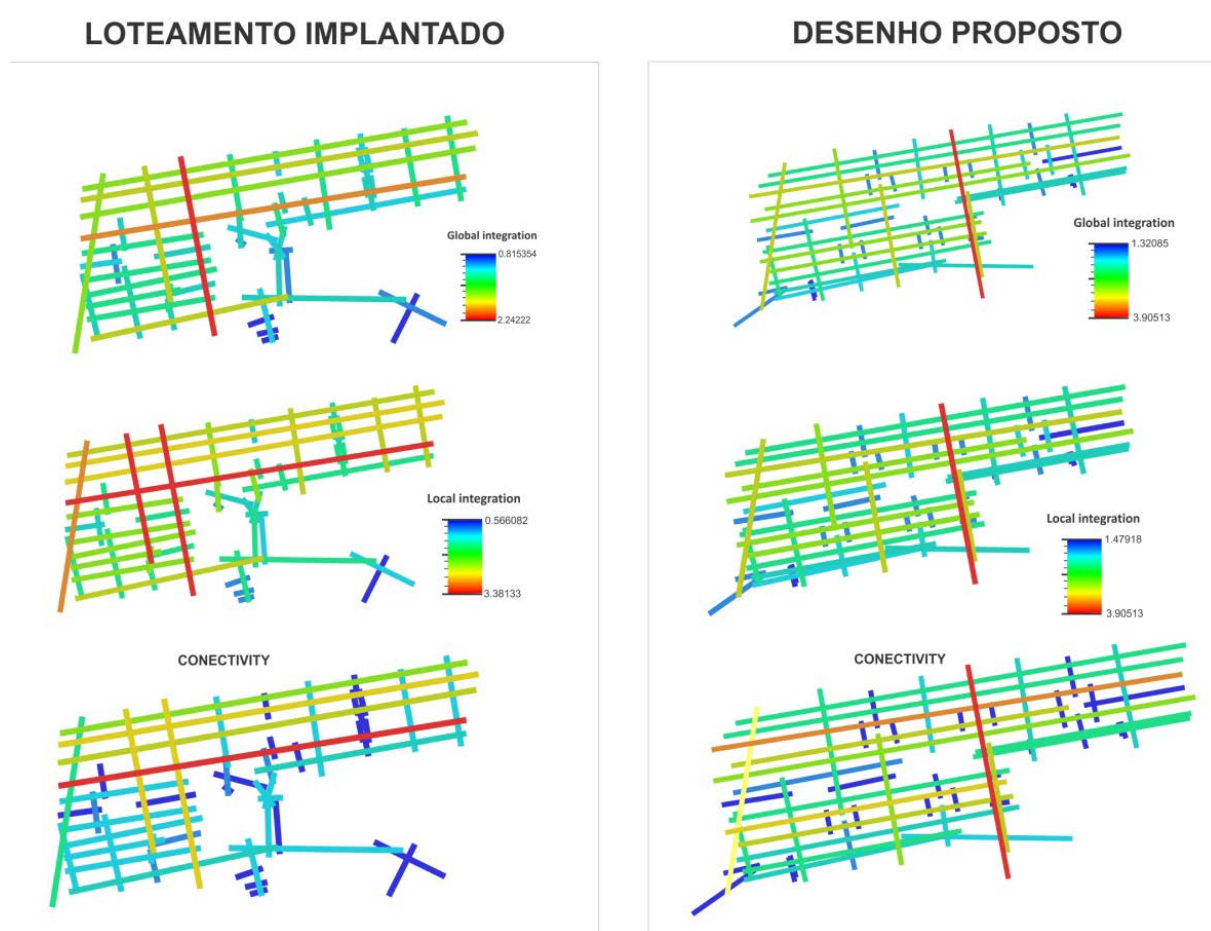 LOTEAMENTO IMPLANTADO
DESENHO PROPOSTO
Global integration
0.815354
2.24222
Global integration
1.32085
3.90513
Local integration
0.566082
3.38133
Local integration
1.47918
3.90513
CONECTIVITY
CONECTIVITY